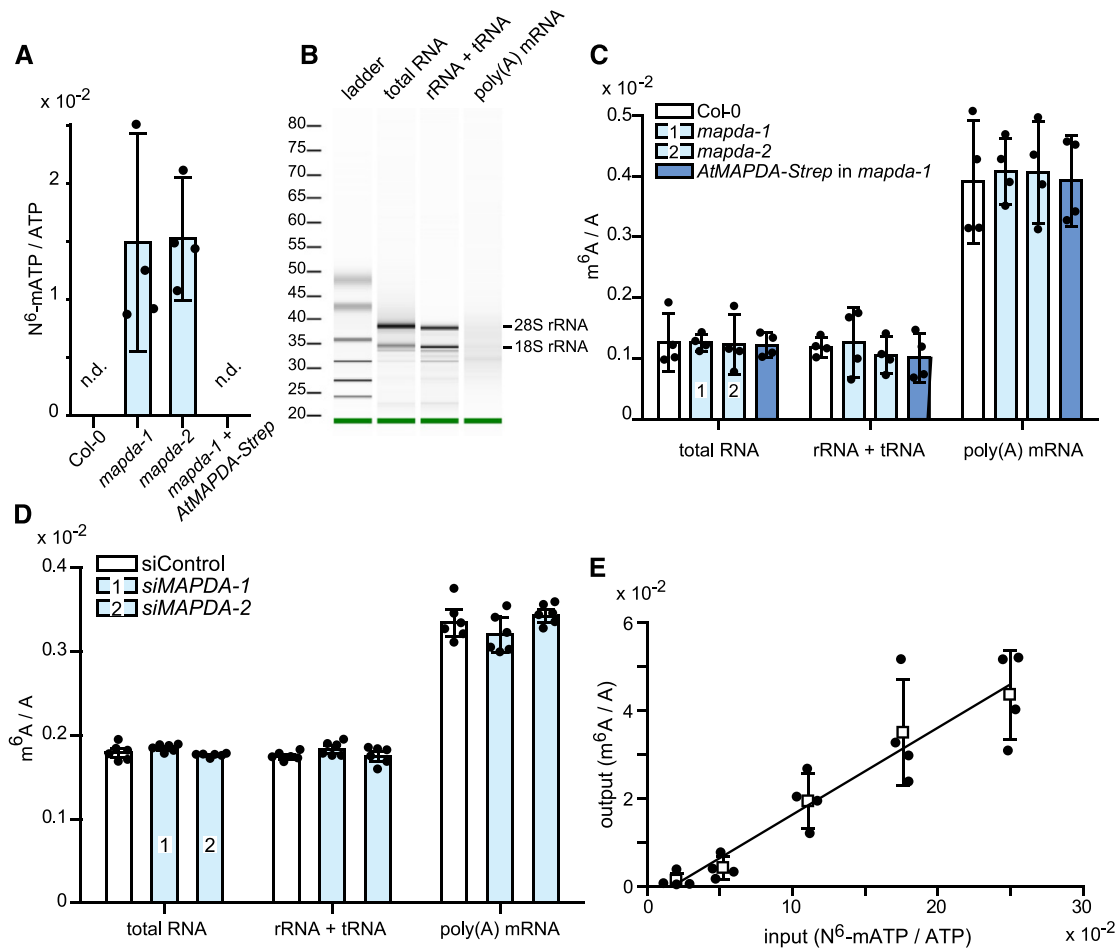 A
x 10⁻²
N⁶-mATP / ATP
2
1
0
n.d.
n.d.
Col-0
mapda-1
mapda-2
mapda-1 +
AtMAPDA-Strep
B
ladder
total RNA
rRNA + tRNA
poly(A) mRNA
80
75
70
65
60
55
50
45
40
35
30
25
20
28S rRNA
18S rRNA
C
x 10⁻²
m⁶A / A
0.5
0.4
0.3
0.2
0.1
0
Col-0
1 mapda-1
2 mapda-2
AtMAPDA-Strep in mapda-1
1
2
total RNA
rRNA + tRNA
poly(A) mRNA
D
x 10⁻²
m⁶A / A
0.4
0.3
0.2
0.1
0
siControl
1 siMAPDA-1
2 siMAPDA-2
1
2
total RNA
rRNA + tRNA
poly(A) mRNA
E
x 10⁻²
output (m⁶A / A)
6
4
2
0
0
10
20
30
x 10⁻²
input (N⁶-mATP / ATP)